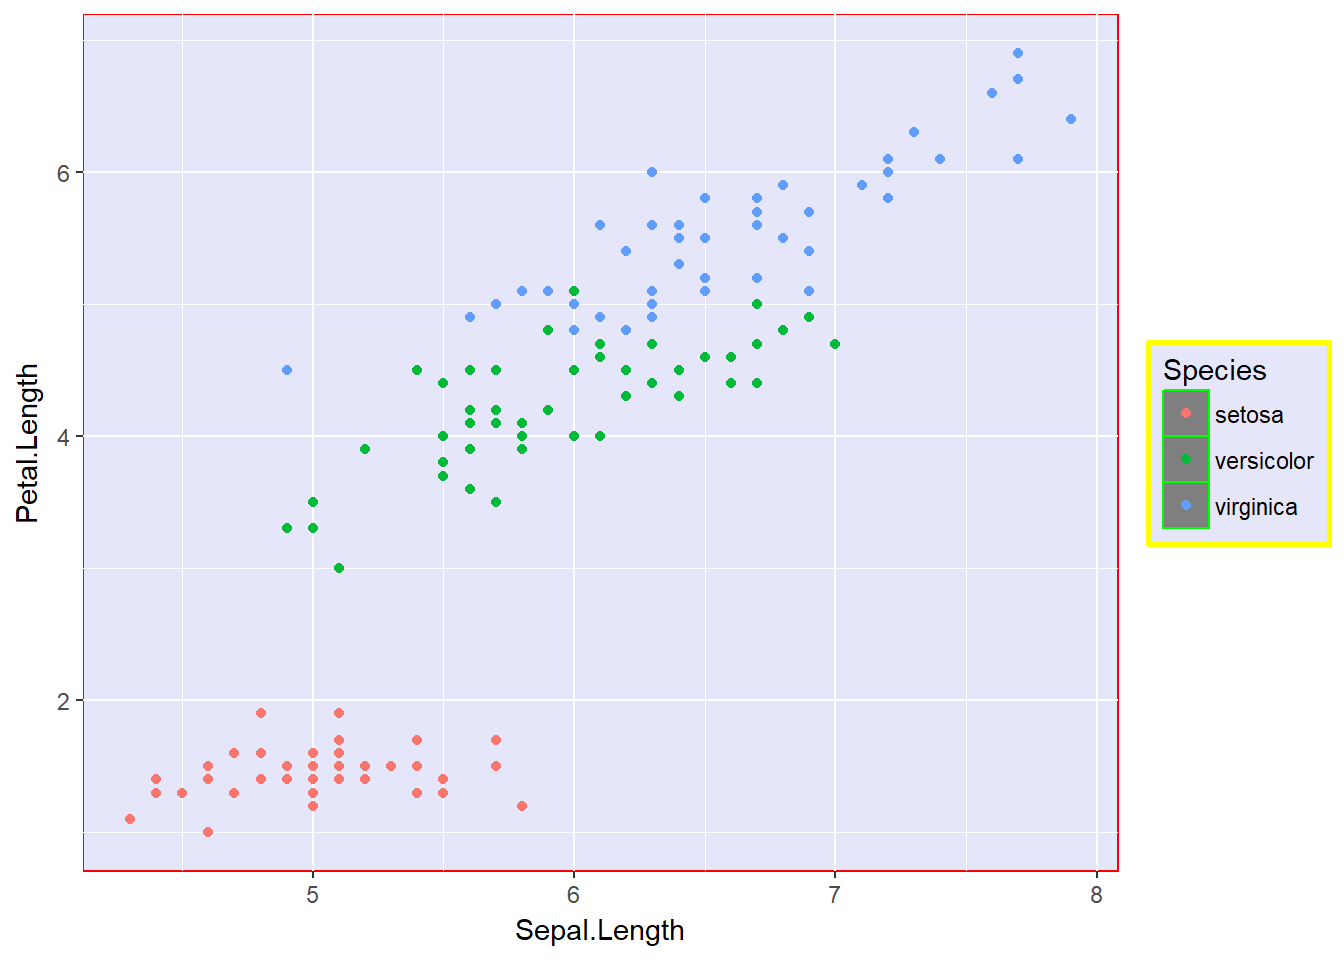 Petal.Length
6
4
2
5 6 7 8
Sepal.Length
Species
setosa
versicolor
virginica